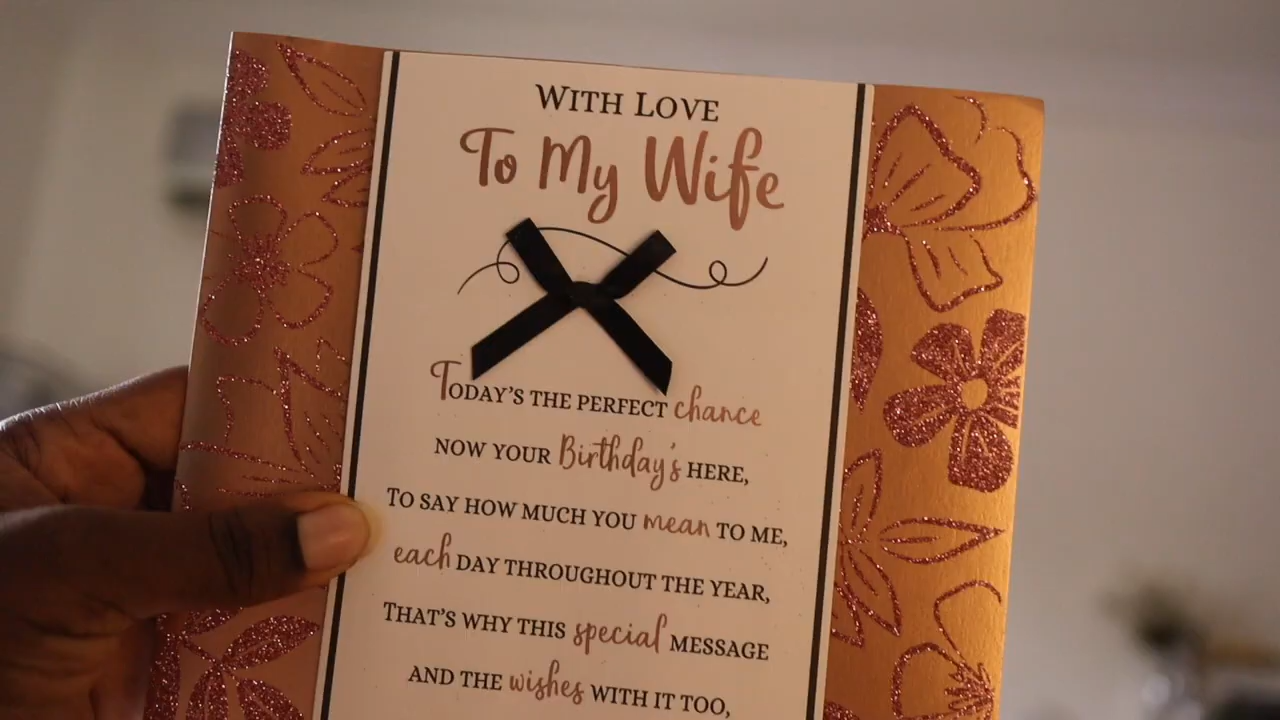 WITH LOVE
To My Wife
TODAY'S THE PERFECT chance
NOW YOUR Birthday's HERE,
TO SAY HOW MUCH YOU mean TO ME,
each DAY THROUGHOUT THE YEAR,
THAT'S WHY THIS special MESSAGE
AND THE wishes WITH IT TOO,